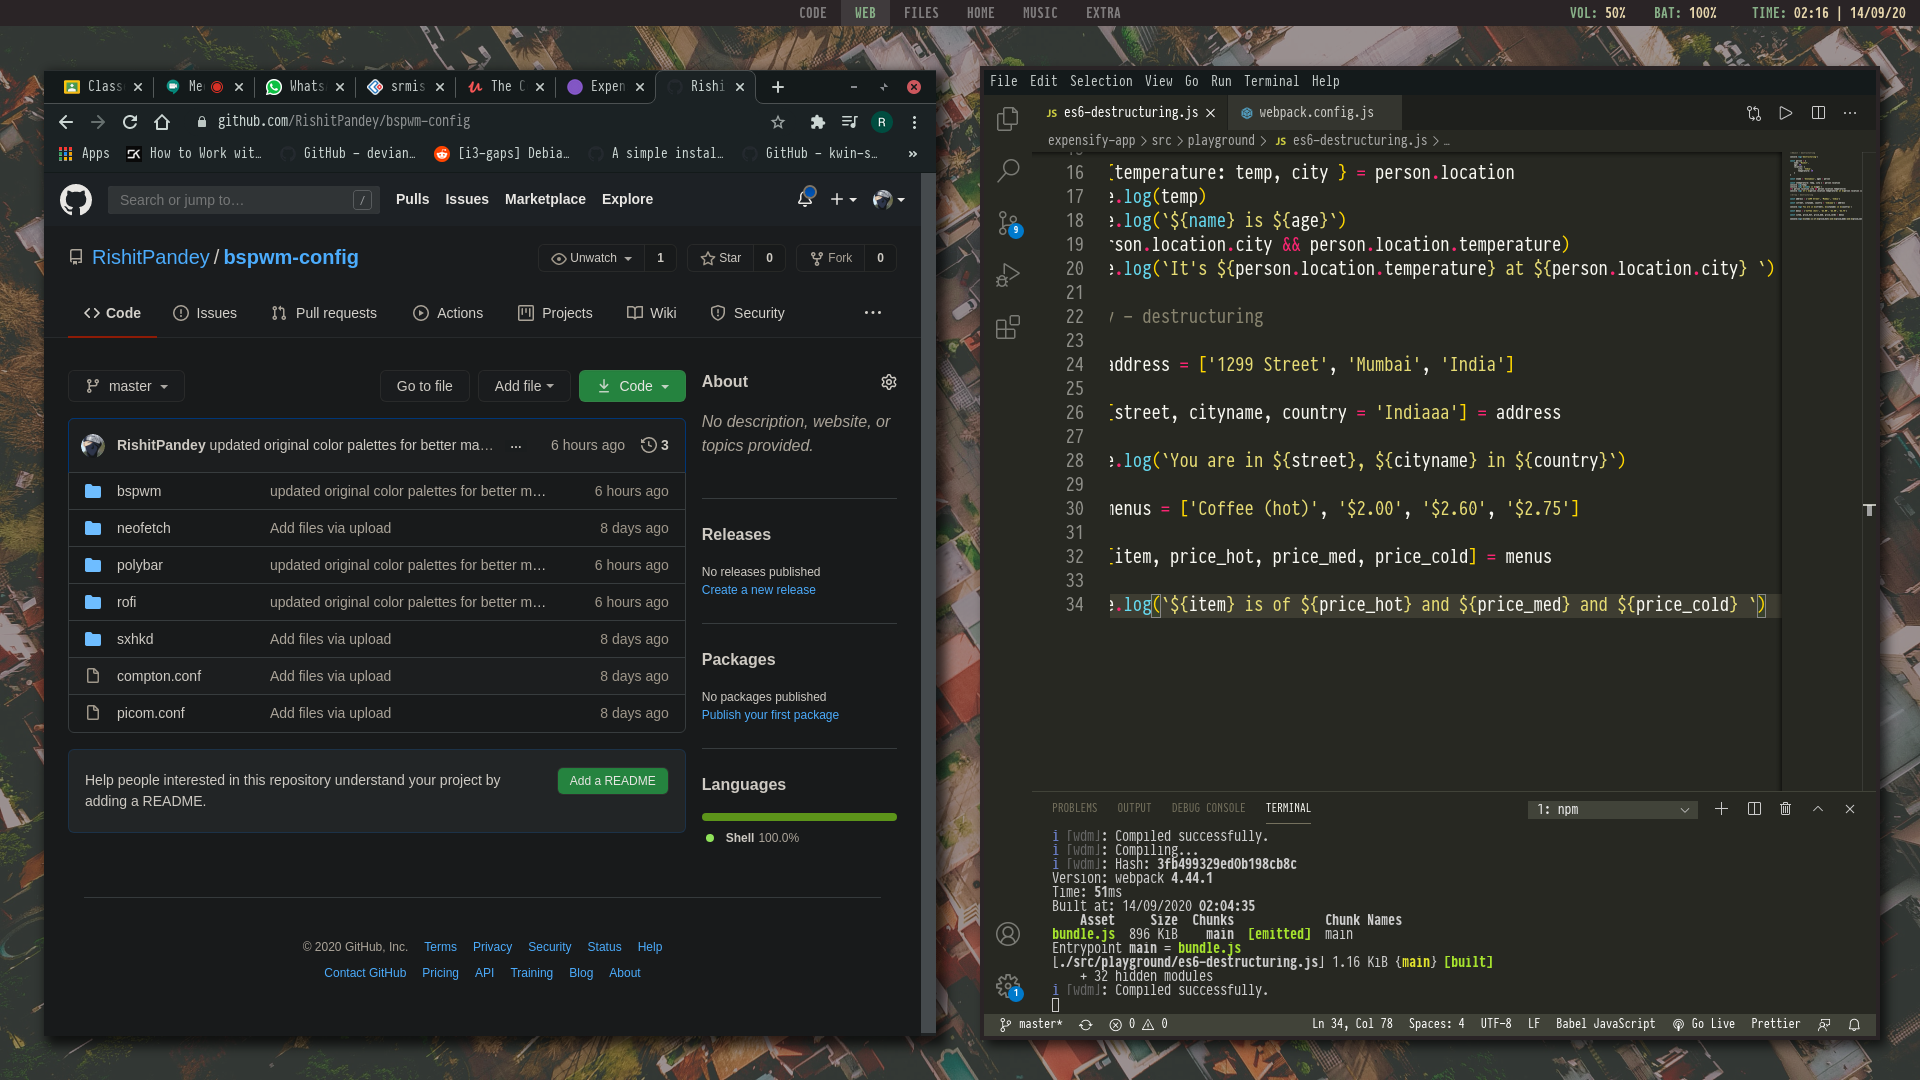 CODE WEB FILES HOME MUSIC EXTRA
VOL: 50% BAT: 100% TIME: 02:16 | 14/09/20
Class Me Whats srmis The C Expen Rishi
github.com/RishitPandey/bspwm-config
R
Apps How to Work wit… GitHub - devian… [i3-gaps] Debia… A simple instal… GitHub - kwin-s… »
Search or jump to… /
Pulls Issues Marketplace Explore
RishitPandey / bspwm-config
Unwatch 1 Star 0 Fork 0
Code Issues Pull requests Actions Projects Wiki Security ···
master Go to file Add file Code
RishitPandey updated original color palettes for better ma… ... 6 hours ago 3
bspwm updated original color palettes for better m… 6 hours ago
neofetch Add files via upload 8 days ago
polybar updated original color palettes for better m… 6 hours ago
rofi updated original color palettes for better m… 6 hours ago
sxhkd Add files via upload 8 days ago
compton.conf Add files via upload 8 days ago
picom.conf Add files via upload 8 days ago
Help people interested in this repository understand your project by
adding a README.
Add a README
About
No description, website, or
topics provided.
Releases
No releases published
Create a new release
Packages
No packages published
Publish your first package
Languages
Shell 100.0%
© 2020 GitHub, Inc. Terms Privacy Security Status Help
Contact GitHub Pricing API Training Blog About
File Edit Selection View Go Run Terminal Help
JS es6-destructuring.js webpack.config.js
expensify-app > src > playground > JS es6-destructuring.js > …
16 [temperature: temp, city } = person.location
17 e.log(temp)
18 e.log(`${name} is ${age}`)
19 rson.location.city && person.location.temperature)
20 e.log(`It's ${person.location.temperature} at ${person.location.city} `)
21
22 y - destructuring
23
24 address = ['1299 Street', 'Mumbai', 'India']
25
26 [street, cityname, country = 'Indiaaa'] = address
27
28 e.log(`You are in ${street}, ${cityname} in ${country}`)
29
30 menus = ['Coffee (hot)', '$2.00', '$2.60', '$2.75']
31
32 [item, price_hot, price_med, price_cold] = menus
33
34 e.log(`${item} is of ${price_hot} and ${price_med} and ${price_cold} `)
9
1
PROBLEMS OUTPUT DEBUG CONSOLE TERMINAL 1: npm
i [wdm]: Compiled successfully.
i [wdm]: Compiling...
i [wdm]: Hash: 3fb499329ed0b198cb8c
Version: webpack 4.44.1
Time: 51ms
Built at: 14/09/2020 02:04:35
Asset Size Chunks Chunk Names
bundle.js 896 KiB main [emitted] main
Entrypoint main = bundle.js
[./src/playground/es6-destructuring.js] 1.16 KiB {main} [built]
+ 32 hidden modules
i [wdm]: Compiled successfully.
master* 0 0 Ln 34, Col 78 Spaces: 4 UTF-8 LF Babel JavaScript Go Live Prettier